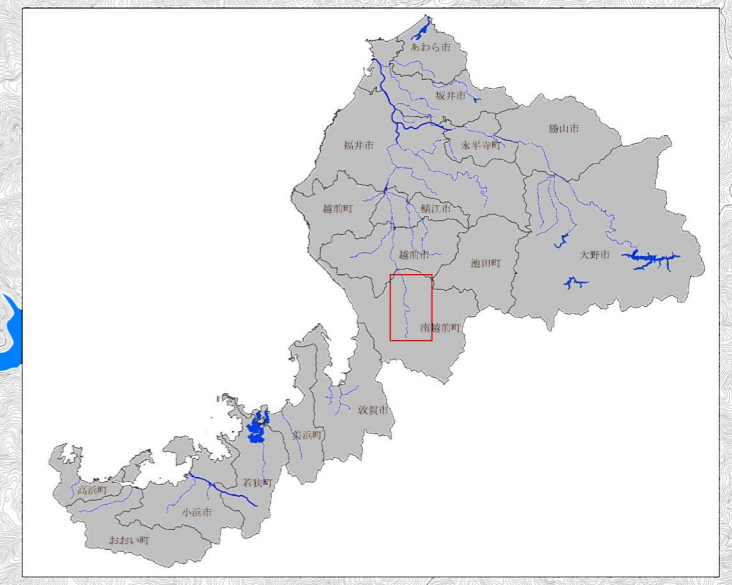 あわら市
坂井市
勝山市
福井市
永平寺町
越前町
鯖江市
越前市
池田町
大野市
南越前町
敦賀市
美浜町
若狭町
高浜町
小浜市
おおい町